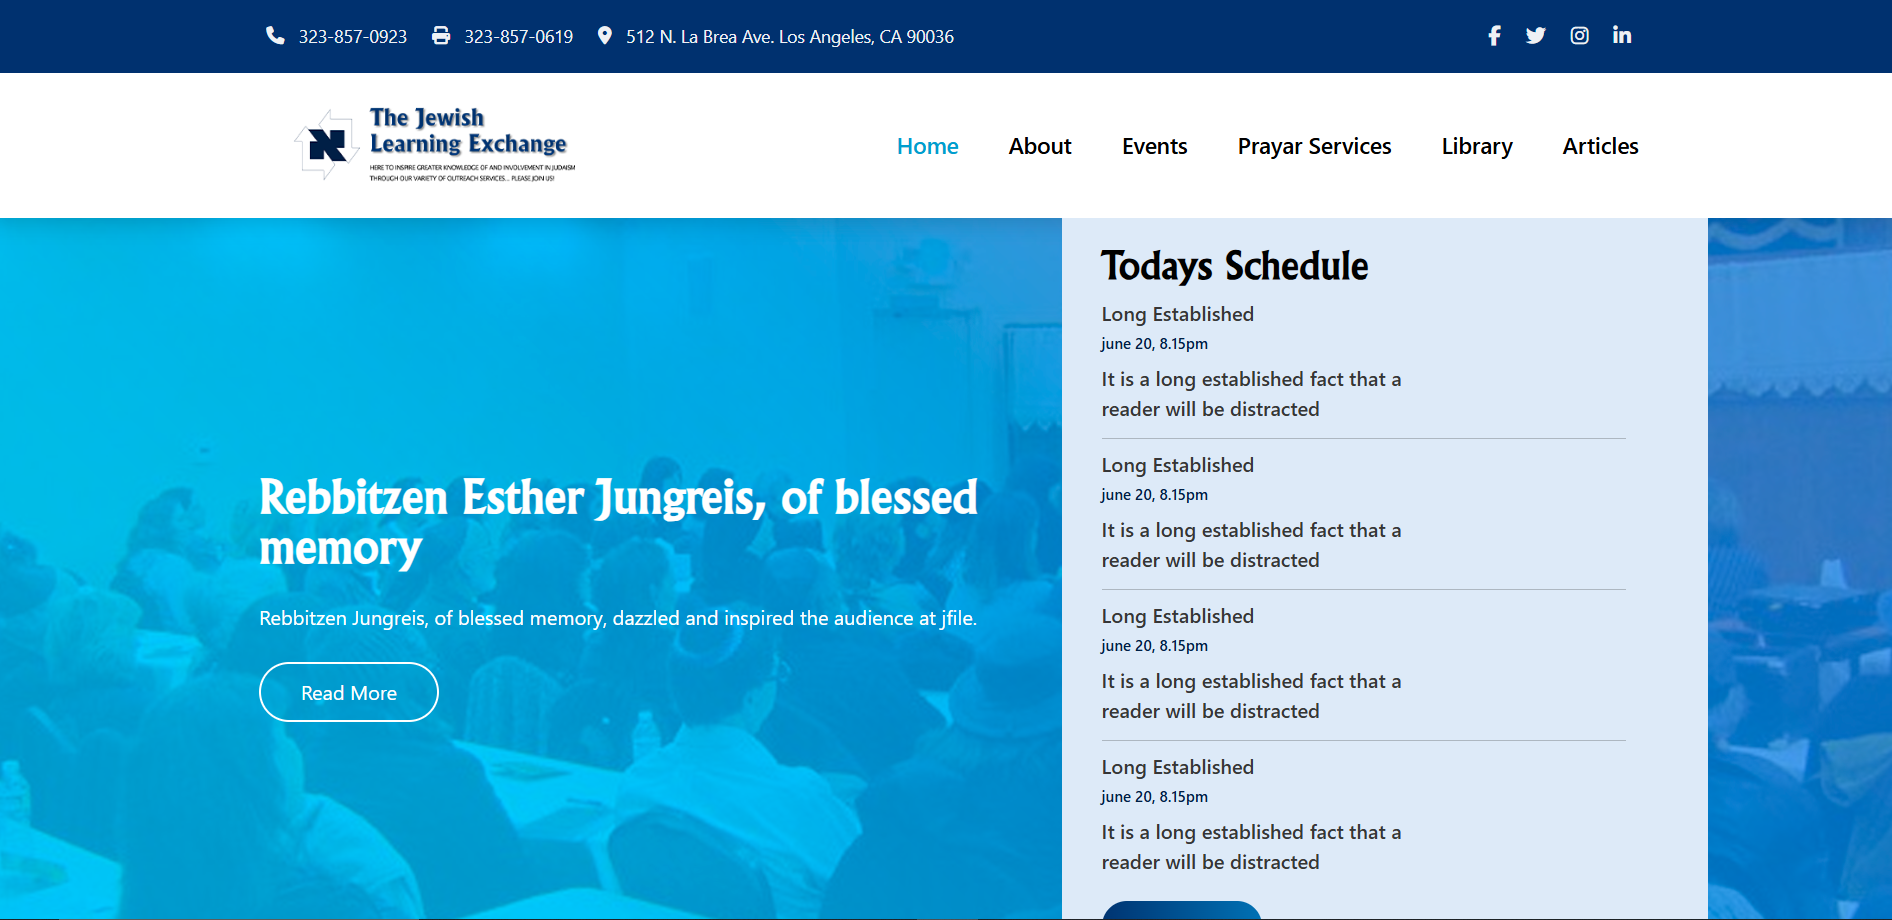 323-857-0923 323-857-0619 512 N. La Brea Ave. Los Angeles, CA 90036
The Jewish
Learning Exchange
HERE TO INSPIRE GREATER KNOWLEDGE OF AND INVOLVEMENT IN JUDAISM
THROUGH OUR VARIETY OF OUTREACH SERVICES... PLEASE JOIN US!
Home About Events Prayar Services Library Articles
Rebbitzen Esther Jungreis, of blessed
memory
Rebbitzen Jungreis, of blessed memory, dazzled and inspired the audience at jfile.
Read More
Todays Schedule
Long Established
june 20, 8.15pm
It is a long established fact that a
reader will be distracted
Long Established
june 20, 8.15pm
It is a long established fact that a
reader will be distracted
Long Established
june 20, 8.15pm
It is a long established fact that a
reader will be distracted
Long Established
june 20, 8.15pm
It is a long established fact that a
reader will be distracted